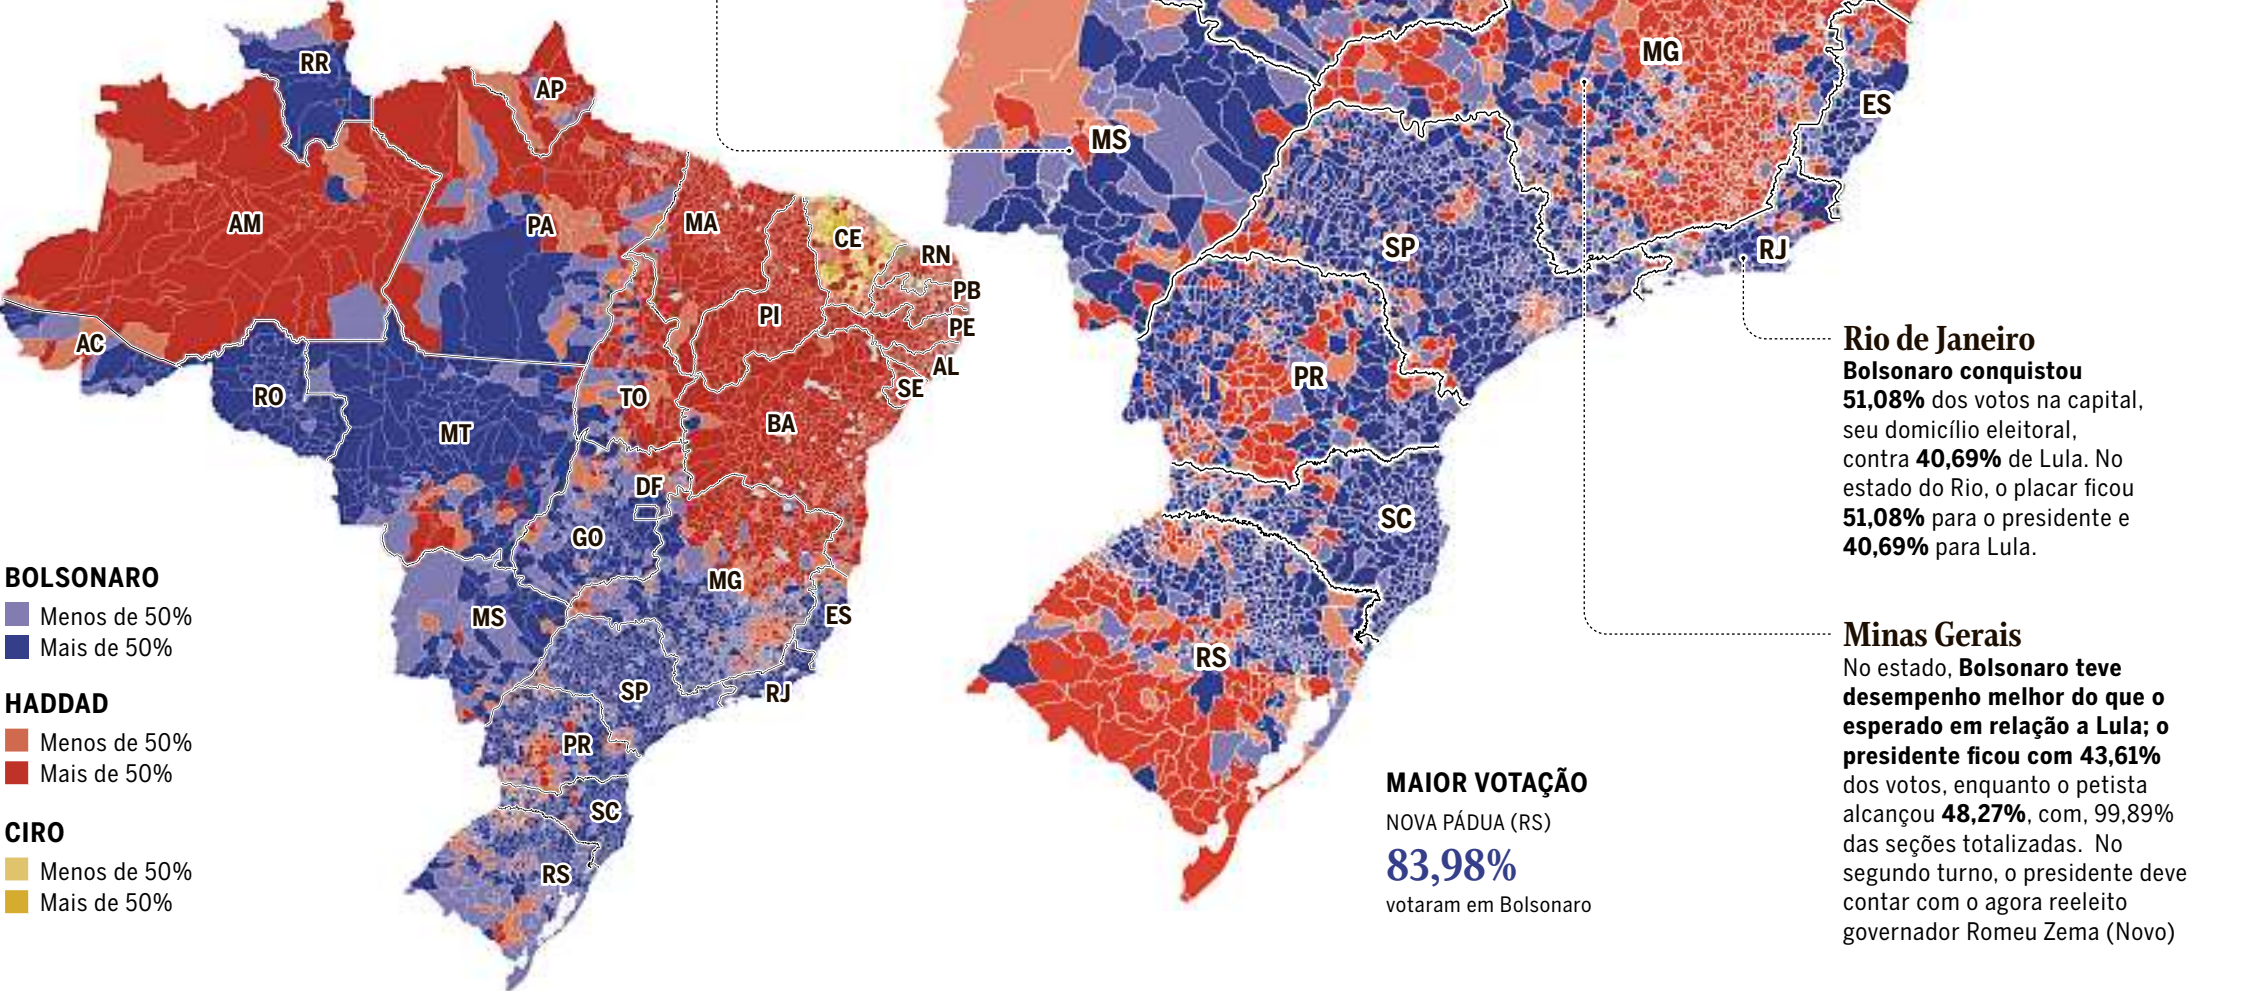 RR
AP
AM
PA
MA
CE
RN
PB
PE
AL
SE
PI
AC
RO
MT
TO
BA
DF
GO
MG
MS
ES
SP
RJ
PR
SC
RS
BOLSONARO
Menos de 50%
Mais de 50%
HADDAD
Menos de 50%
Mais de 50%
CIRO
Menos de 50%
Mais de 50%
MG
ES
MS
SP
RJ
PR
SC
RS
MAIOR VOTAÇÃO
NOVA PÁDUA (RS)
83,98%
votaram em Bolsonaro
Rio de Janeiro
Bolsonaro conquistou
51,08% dos votos na capital,
seu domicílio eleitoral,
contra 40,69% de Lula. No
estado do Rio, o placar ficou
51,08% para o presidente e
40,69% para Lula.
Minas Gerais
No estado, Bolsonaro teve
desempenho melhor do que o
esperado em relação a Lula; o
presidente ficou com 43,61%
dos votos, enquanto o petista
alcançou 48,27%, com, 99,89%
das seções totalizadas. No
segundo turno, o presidente deve
contar com o agora reeleito
governador Romeu Zema (Novo)